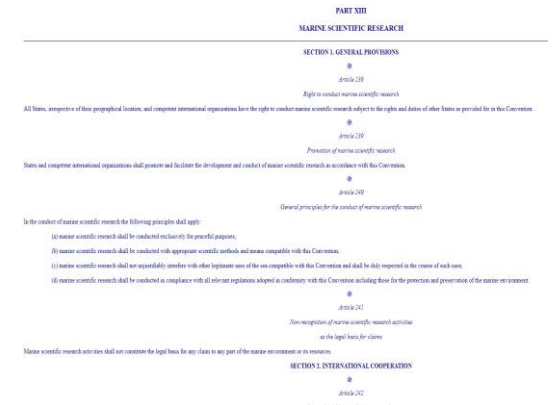 PART XIII
MARINE SCIENTIFIC RESEARCH
SECTION 1. GENERAL PROVISIONS
Article 238
Right to conduct marine scientific research
All States, irrespective of their geographical location, and competent international organizations have the right to conduct marine scientific research subject to the rights and duties of other States as provided for in this Convention.
Article 239
Promotion of marine scientific research
States and competent international organizations shall promote and facilitate the development and conduct of marine scientific research in accordance with this Convention.
Article 240
General principles for the conduct of marine scientific research
In the conduct of marine scientific research the following principles shall apply:
(a) marine scientific research shall be conducted exclusively for peaceful purposes;
(b) marine scientific research shall be conducted with appropriate scientific methods and means compatible with this Convention;
(c) marine scientific research shall not unjustifiably interfere with other legitimate uses of the sea compatible with this Convention and shall be duly respected in the course of such uses;
(d) marine scientific research shall be conducted in compliance with all relevant regulations adopted in conformity with this Convention including those for the protection and preservation of the marine environment.
Article 241
Non-recognition of marine scientific research activities
as the legal basis for claims
Marine scientific research activities shall not constitute the legal basis for any claim to any part of the marine environment or its resources.
SECTION 2. INTERNATIONAL COOPERATION
Article 242